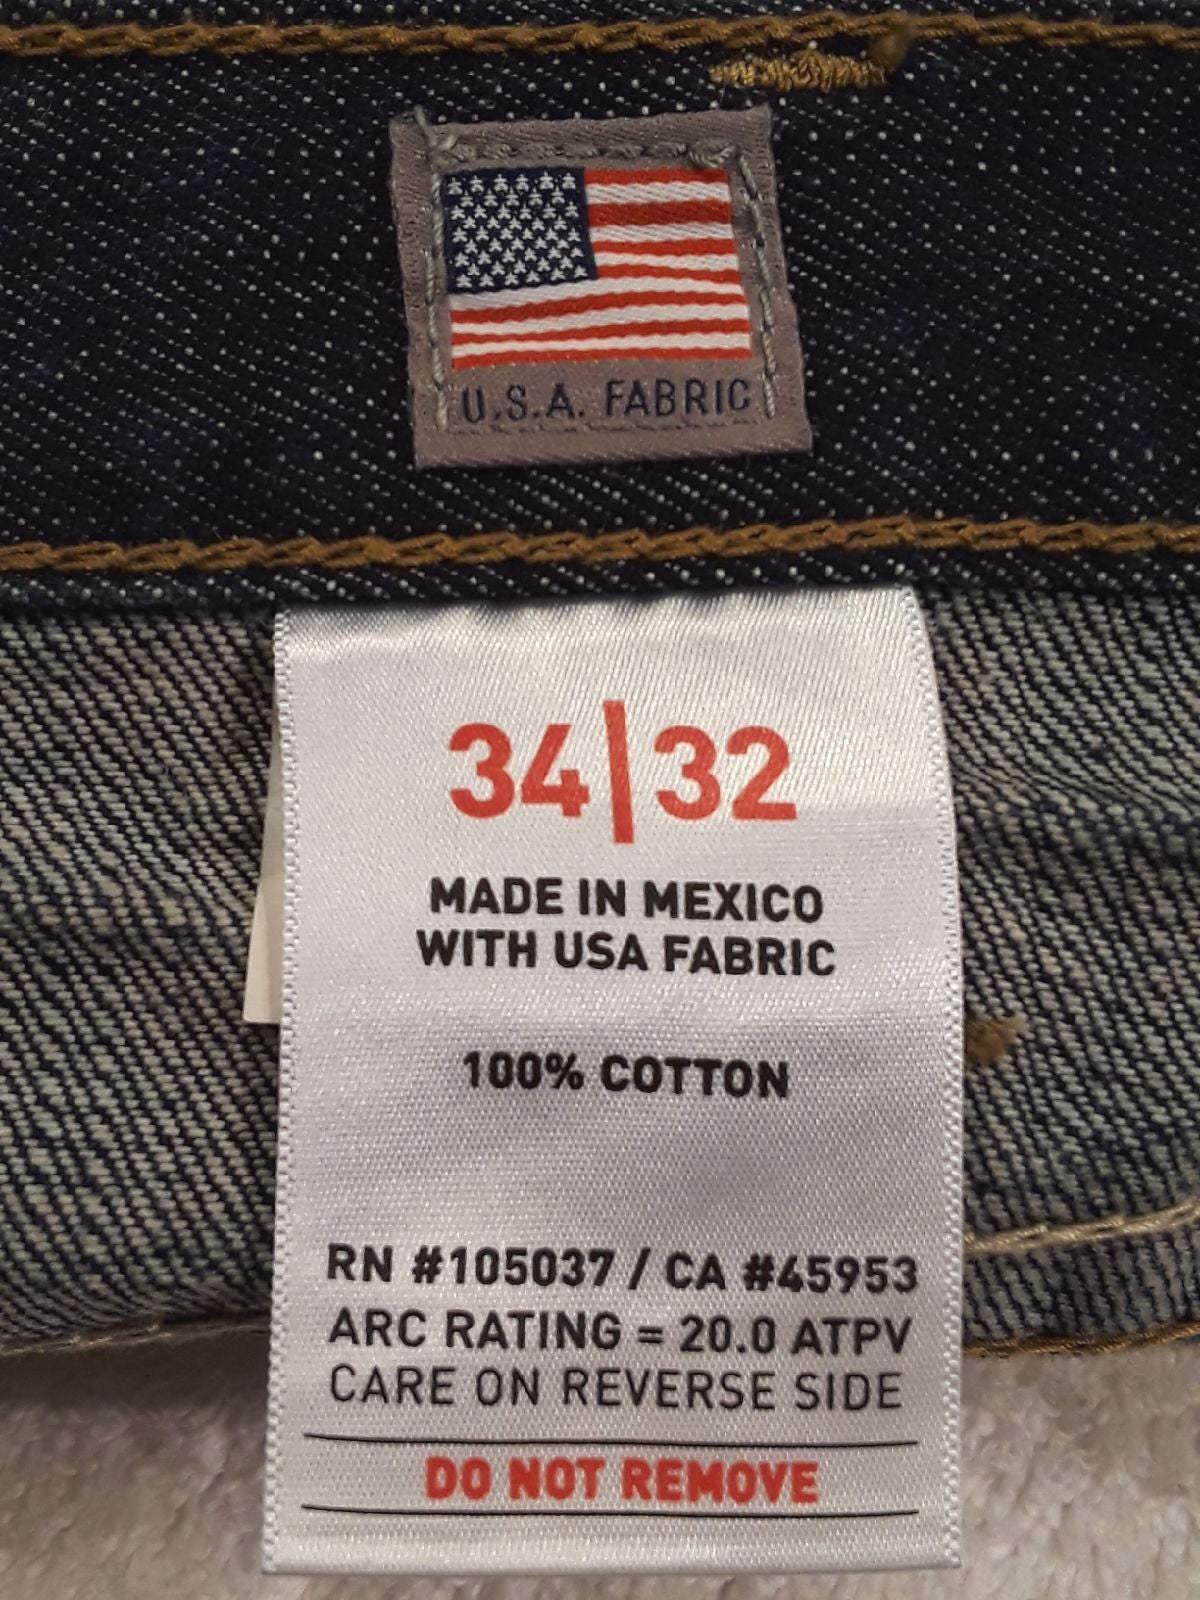 U.S.A. FABRIC
34|32
MADE IN MEXICO
WITH USA FABRIC
100% COTTON
RN #105037 / CA #45953
ARC RATING = 20.0 ATPV
CARE ON REVERSE SIDE
DO NOT REMOVE